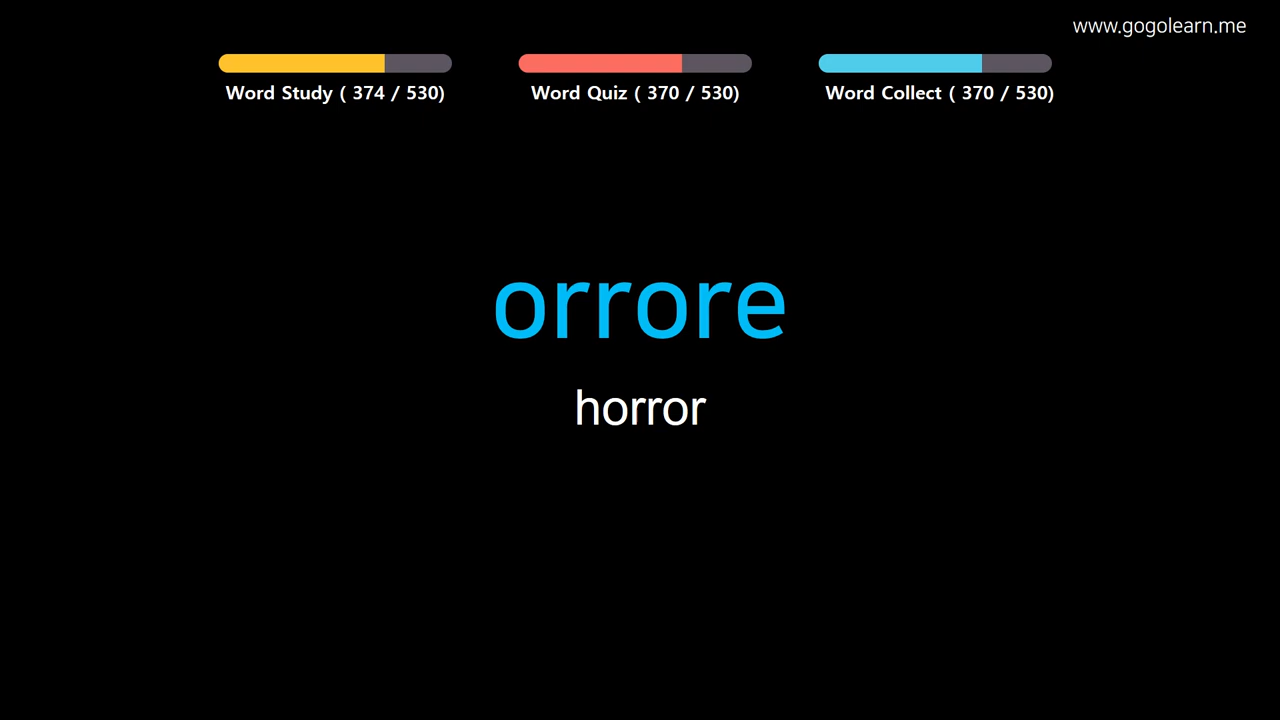 www.gogolearn.me
Word Study ( 374 / 530)
Word Quiz ( 370 / 530)
Word Collect ( 370 / 530)
orrore
horror